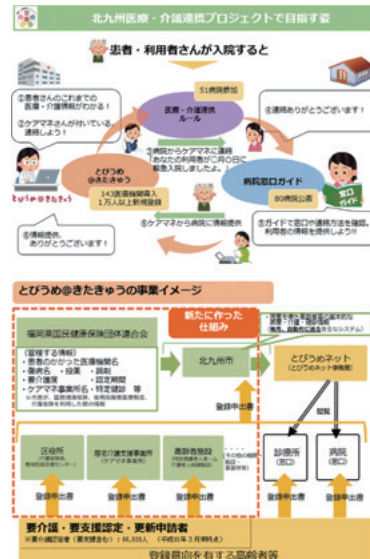 北九州医療・介護連携プロジェクトで目指す姿
患者・利用者さんが入院すると
51病院参加
①患者さんのこれまでの
医療・介護情報がわかる！
②ケアマネさんが付いている
連絡しよう！
医療・介護連携
ルール
④連絡ありがとうございます！
③病院からケアマネに連絡
「あなたの利用者が〇月〇日に
緊急入院しましたよ。」
とびうめ
@きたきゅう
とびうめ@きたきゅう
143医療機関導入
1万人以上新規登録
病院窓口ガイド
窓口
ガイド
80病院公表
⑥ケアマネから病院に情報提供
⑤ガイドで窓口や連絡方法を確認。
利用者の情報を提供しよう!!
⑥情報提供、
ありがとうございます！
とびうめ@きたきゅうの事業イメージ
新たに作った
仕組み
福岡県国民健康保険団体連合会
（管理する情報）
・患者のかかった医療機関名
・傷病名 ・投薬 ・調剤
・要介護度 ・認定期間
・ケアマネ事業所名・特定健診 等
北九州市
とびうめネット
（とびうめネット事務局）
登録申出書
閲覧
区役所
居宅介護支援事業所
（ケアマネ事業所）
高齢者施設
診療所
（窓口）
病院
（窓口）
登録申出書
登録申出書
登録申出書
登録申出書
登録申出書
要介護・要支援認定・更新申請者
登録意向を有する高齢者等